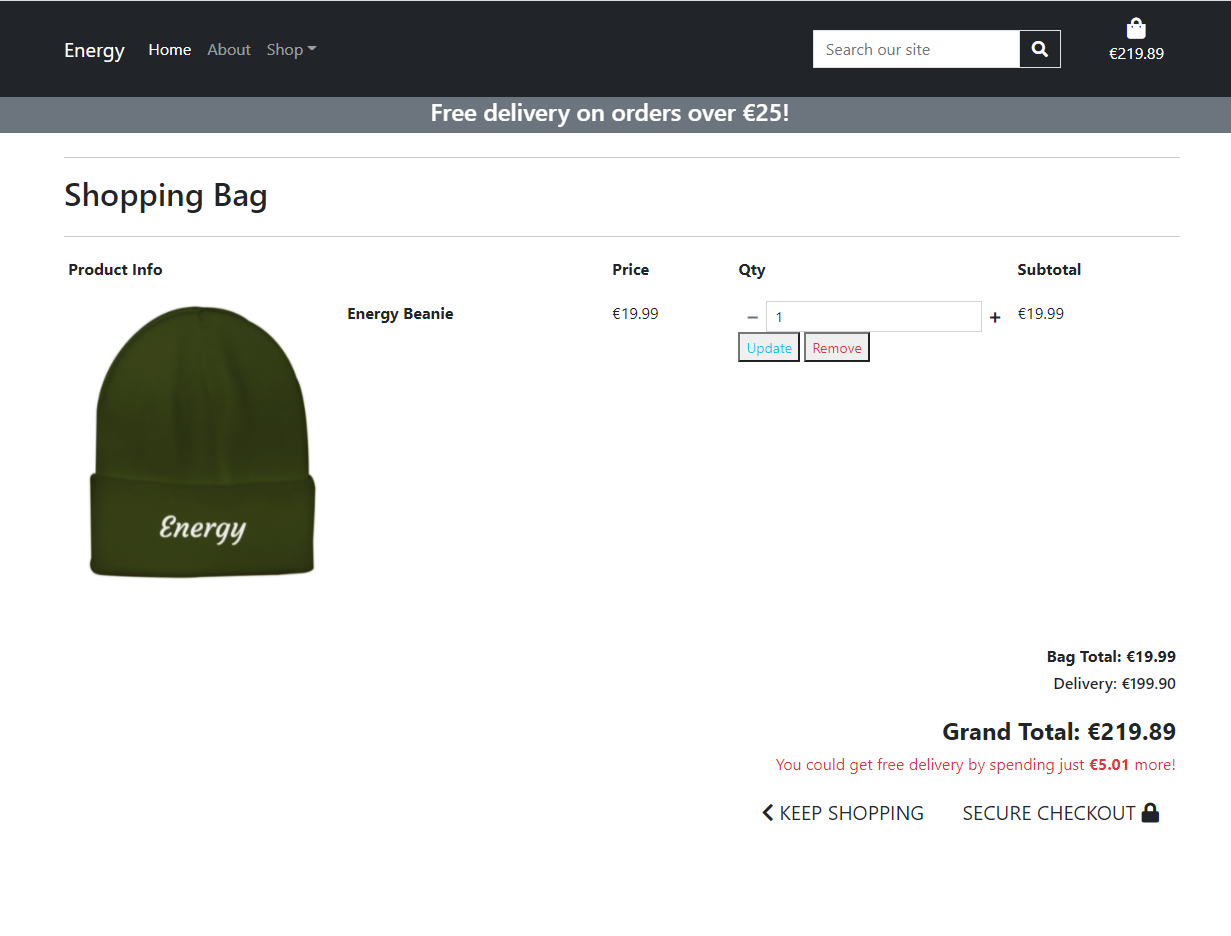 Energy Home About Shop Search our site
€219.89
Free delivery on orders over €25!
Shopping Bag
Product Info Price Qty Subtotal
Energy Beanie €19.99 − 1 + €19.99
Update Remove
Energy
Bag Total: €19.99
Delivery: €199.90
Grand Total: €219.89
You could get free delivery by spending just €5.01 more!
KEEP SHOPPING SECURE CHECKOUT